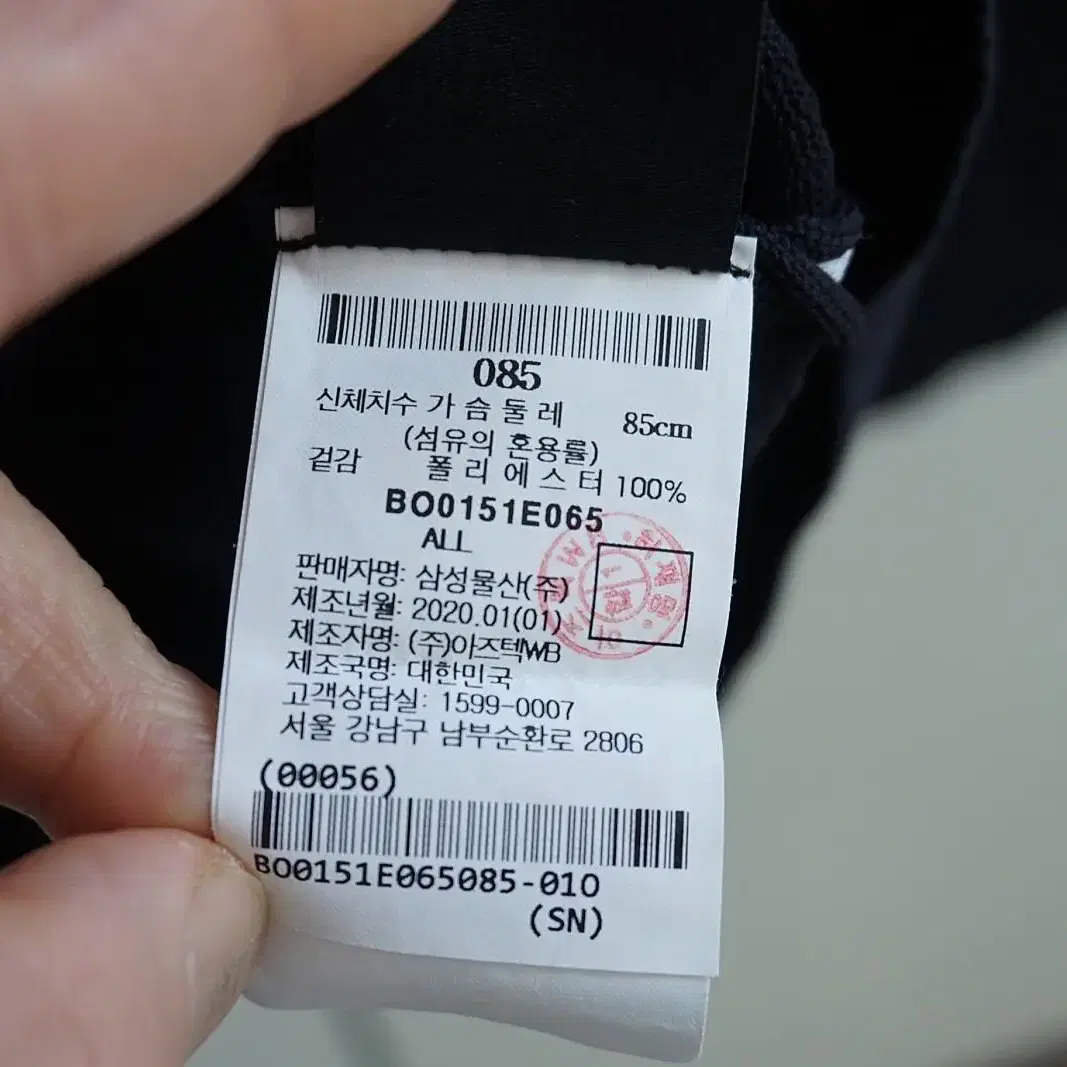 085
신체치수 가 슴 둘 레 85cm
(섬유의 혼용률)
겉감 폴 리 에 스 터 100%
BO0151E065
ALL
판매자명: 삼성물산(주)
제조년월: 2020.01(01)
제조자명: (주)아즈텍WB
제조국명: 대한민국
고객상담실: 1599-0007
서울 강남구 남부순환로 2806
(00056)
BO0151E065085-010
(SN)